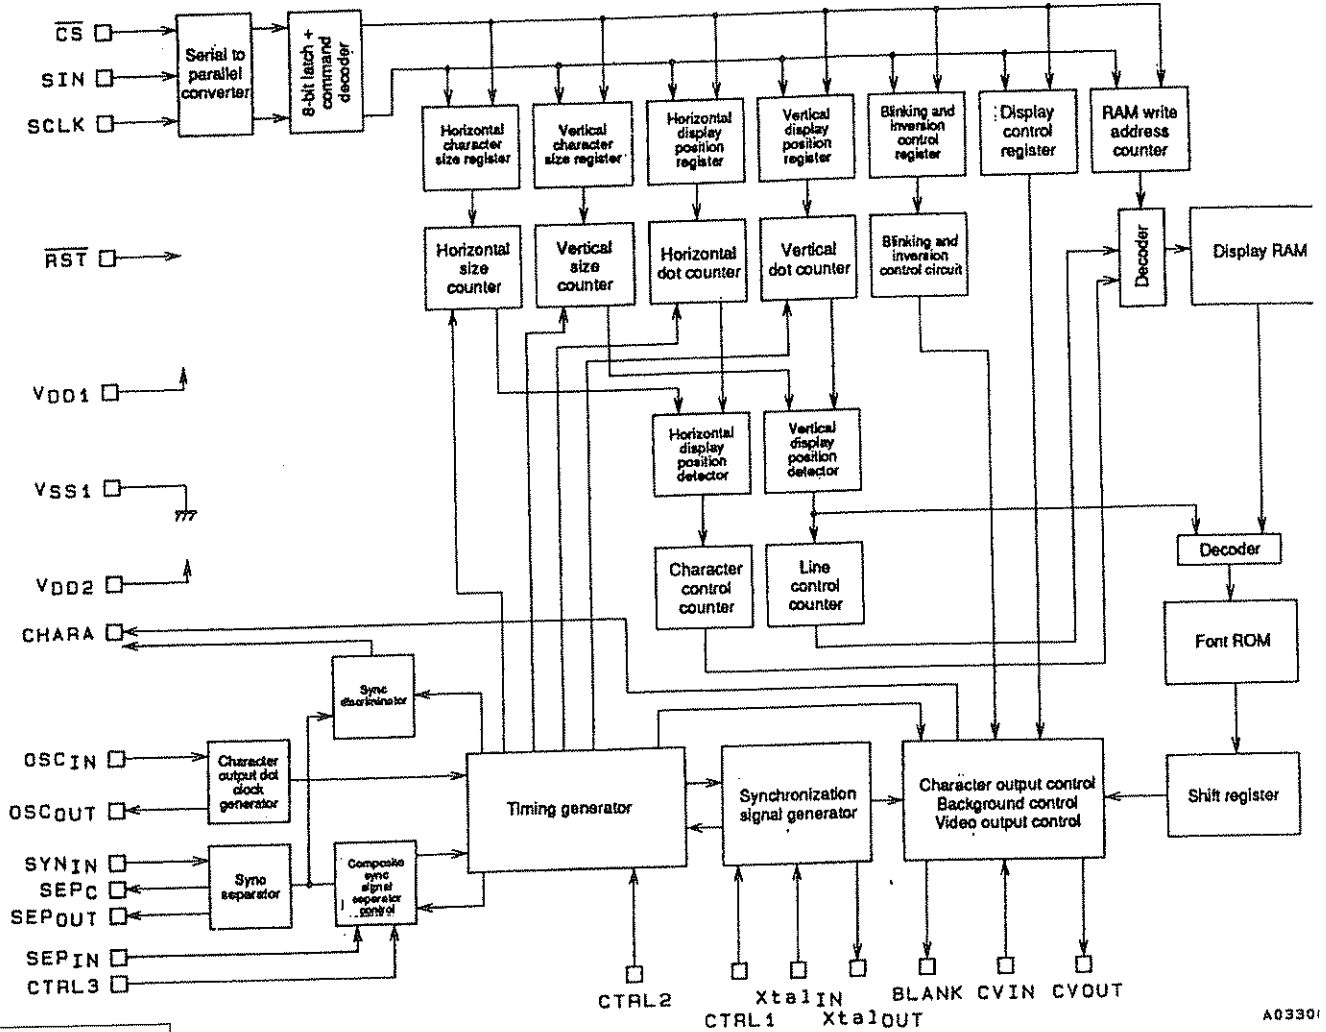 CS
SIN
SCLK
Serial to
parallel
converter
8-bit latch +
command
decoder
Horizontal
character
size register
Vertical
character
size register
Horizontal
display
position
register
Vertical
display
position
register
Blinking and
inversion
control
register
Display
control
register
RAM write
address
counter
RST
Horizontal
size
counter
Vertical
size
counter
Horizontal
dot counter
Vertical
dot counter
Blinking and
inversion
control circuit
Decoder
Display RAM
VDD1
VSS1
VDD2
CHARA
Horizontal
display
position
detector
Vertical
display
position
detector
Character
control
counter
Line
control
counter
Decoder
Font ROM
Sync
discriminator
OSCIN
OSCOUT
Character
output dot
clock
generator
Timing generator
Synchronization
signal generator
Character output control
Background control
Video output control
Shift register
SYNIN
SEPC
SEPOUT
SEPIN
CTRL3
Sync
separator
Composite
sync
signal
separator
control
CTRL2
XtalIN
BLANK CVIN CVOUT
CTRL1
XtalOUT